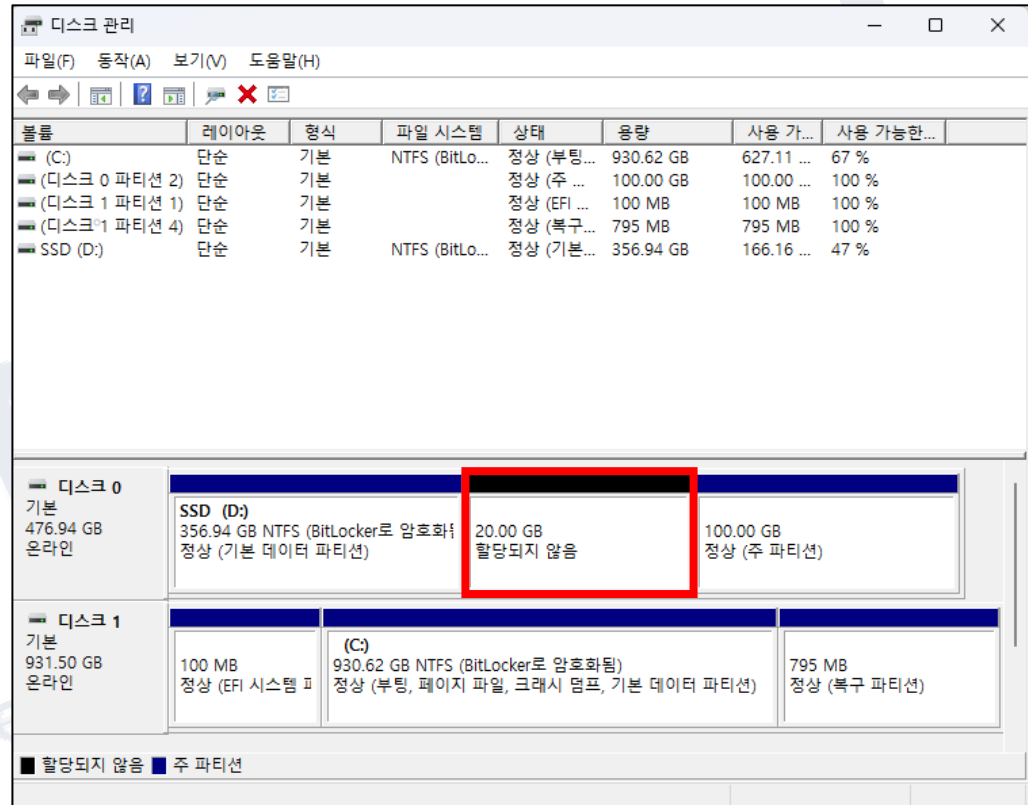 디스크 관리
파일(F) 동작(A) 보기(V) 도움말(H)
볼륨 레이아웃 형식 파일 시스템 상태 용량 사용 가... 사용 가능한...
(C:) 단순 기본 NTFS (BitLo... 정상 (부팅... 930.62 GB 627.11 ... 67 %
(디스크 0 파티션 2) 단순 기본 정상 (주 ... 100.00 GB 100.00 ... 100 %
(디스크 1 파티션 1) 단순 기본 정상 (EFI ... 100 MB 100 MB 100 %
(디스크 1 파티션 4) 단순 기본 정상 (복구... 795 MB 795 MB 100 %
SSD (D:) 단순 기본 NTFS (BitLo... 정상 (기본... 356.94 GB 166.16 ... 47 %
디스크 0
기본
476.94 GB
온라인
SSD (D:)
356.94 GB NTFS (BitLocker로 암호화됨
정상 (기본 데이터 파티션)
20.00 GB
할당되지 않음
100.00 GB
정상 (주 파티션)
디스크 1
기본
931.50 GB
온라인
100 MB
정상 (EFI 시스템 파
(C:)
930.62 GB NTFS (BitLocker로 암호화됨)
정상 (부팅, 페이지 파일, 크래시 덤프, 기본 데이터 파티션)
795 MB
정상 (복구 파티션)
할당되지 않음 주 파티션